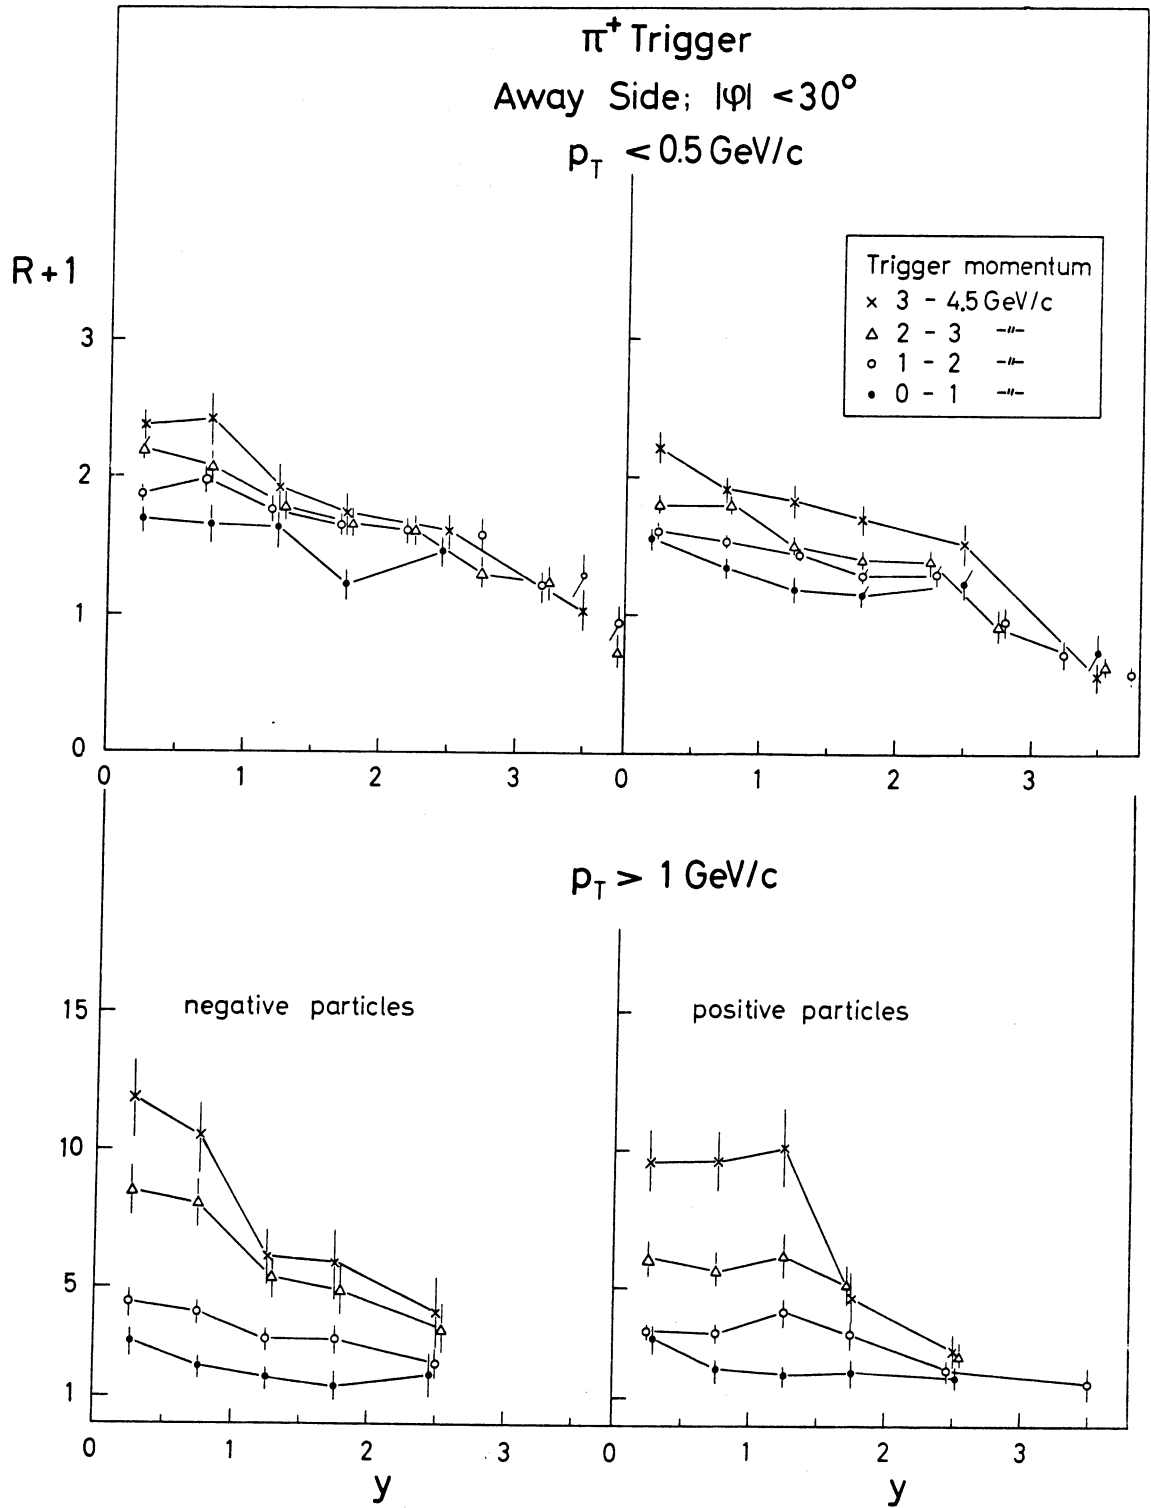 π⁺ Trigger
Away Side; |φ| <30°
p_T <0.5 GeV/c
R+1
Trigger momentum
× 3 - 4.5 GeV/c
△ 2 - 3 -"-
○ 1 - 2 -"-
● 0 - 1 -"-
3
2
1
0
0 1 2 3 0 1 2 3
p_T > 1 GeV/c
negative particles positive particles
15
10
5
1
0 1 2 3 0 1 2 3
y y